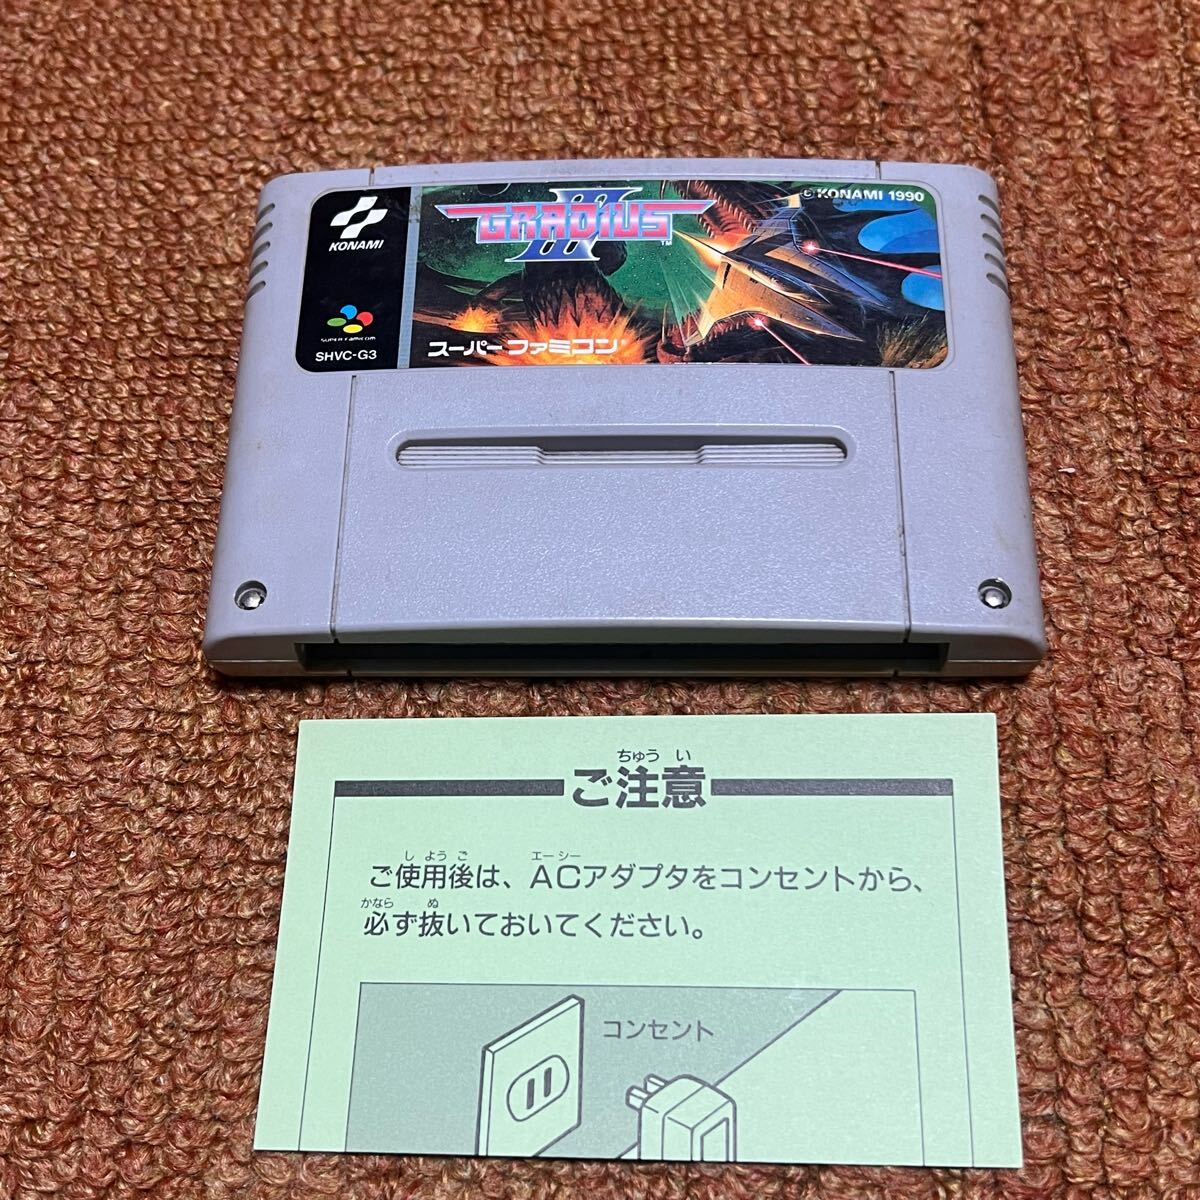 KONAMI
SUPER FAMICOM
SHVC-G3
GRADIUS III
TM
© KONAMI 1990
スーパーファミコン
ちゅう い
ご注意
し よう ご エーシー
ご使用後は、ACアダプタをコンセントから、
かなら ぬ
必ず抜いておいてください。
コンセント